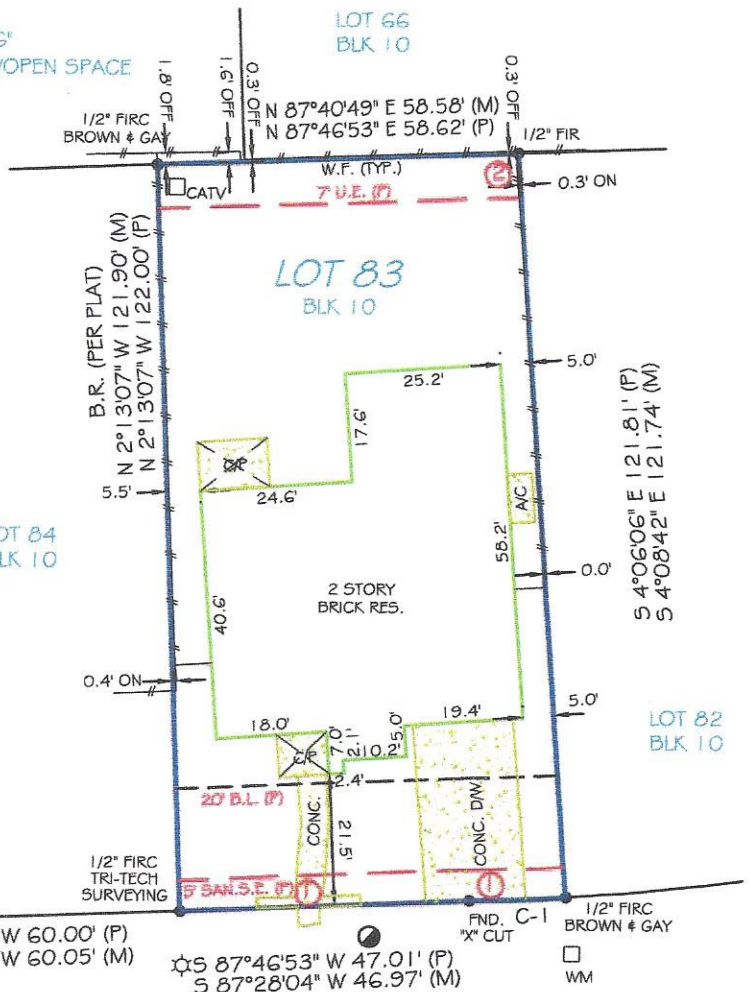 LOT 66
BLK 10
/OPEN SPACE
1.8' OFF
1.6' OFF
0.3' OFF
0.3' OFF
N 87°40'49" E 58.58' (M)
N 87°46'53" E 58.62' (P)
1/2" FIRC
BROWN & GAY
1/2" FIR
W.F. (TYP.)
2
0.3' ON
CATV
7' U.E. (P)
LOT 83
BLK 10
B.R. (PER PLAT)
N 2°13'07" W 121.90' (M)
N 2°13'07" W 122.00' (P)
25.2'
5.0'
17.6'
S 4°06'06" E 121.81' (P)
S 4°08'42" E 121.74' (M)
5.5'
24.6'
A/C
58.2'
OT 84
LK 10
2 STORY
BRICK RES.
0.0'
40.6'
0.4' ON
18.0'
7.0'
2.1'
10.2'
5.0'
19.4'
5.0'
LOT 82
BLK 10
C/P
2.4'
20' B.L. (P)
CONC.
21.5'
CONC. D/W
1/2" FIRC
TRI-TECH
SURVEYING
5' SAN.S.E. (P)
1
1
FND.
"X" CUT
C-1
1/2" FIRC
BROWN & GAY
W 60.00' (P)
W 60.05' (M)
S 87°46'53" W 47.01' (P)
S 87°28'04" W 46.97' (M)
WM